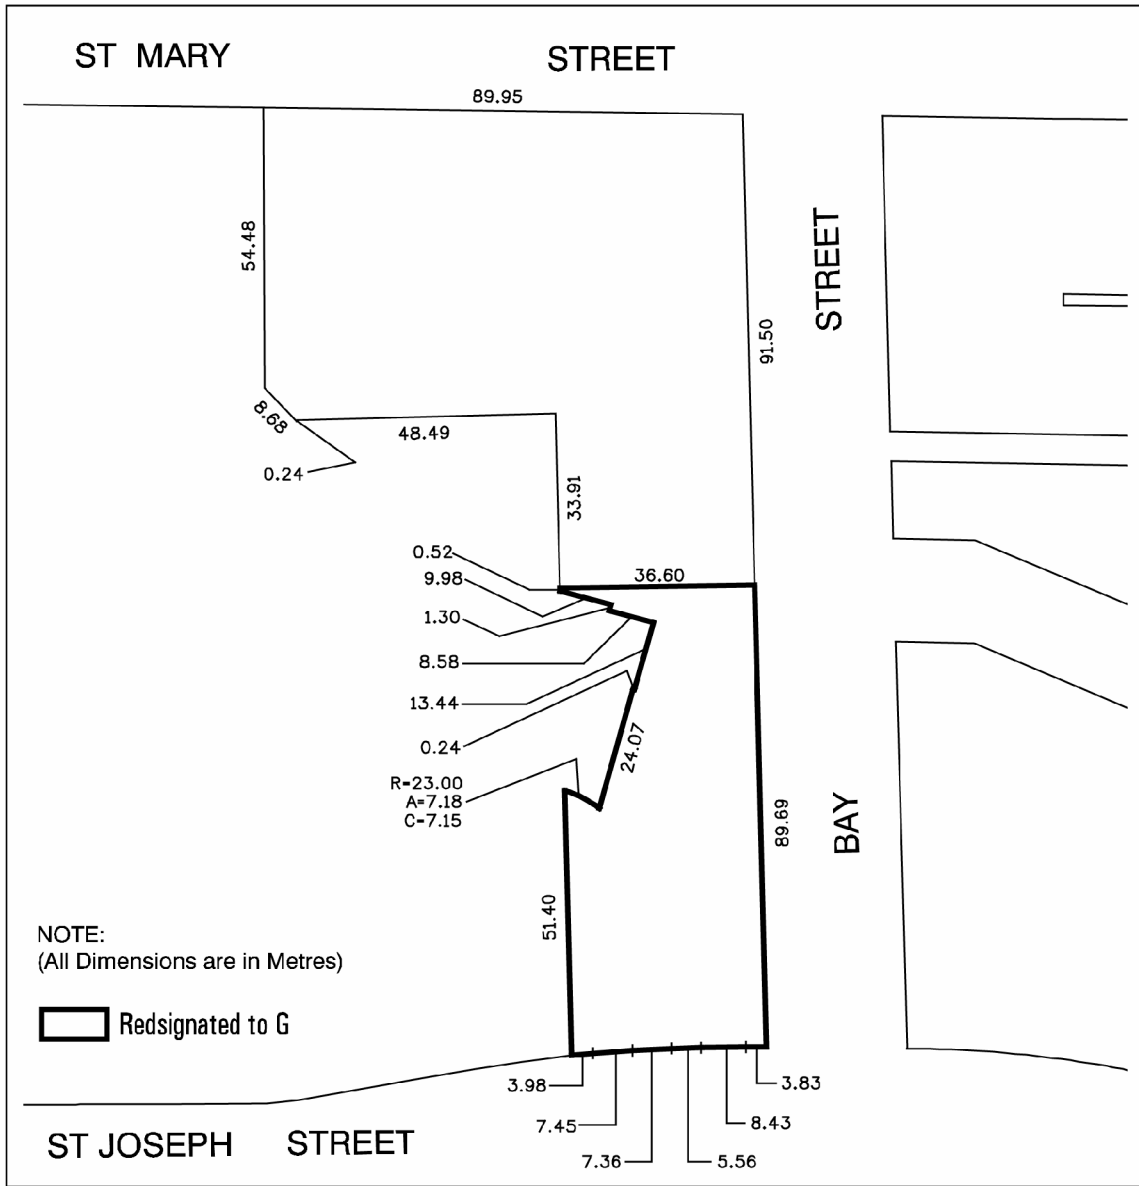 ST MARY STREET
89.95
54.48
STREET
91.50
8.68
48.49
0.24
33.91
0.52
36.60
9.98
1.30
8.58
13.44
0.24
24.07
R=23.00
A=7.18
C=7.15
89.69
BAY
51.40
NOTE:
(All Dimensions are in Metres)
Redsignated to G
3.98
3.83
7.45
8.43
7.36
5.56
ST JOSEPH STREET